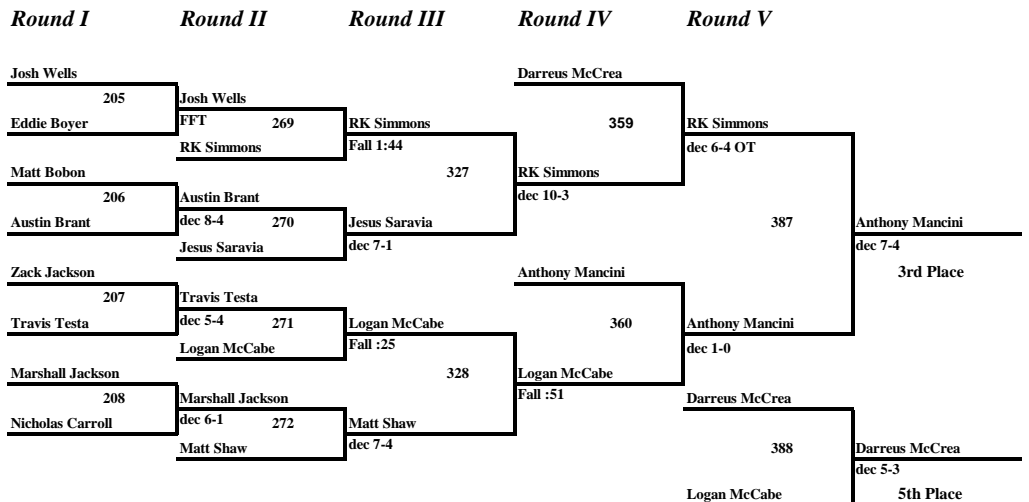 Round I Round II Round III Round IV Round V
Josh Wells Darreus McCrea
205 Josh Wells
Eddie Boyer FFT 269 RK Simmons 359 RK Simmons
RK Simmons Fall 1:44 dec 6-4 OT
Matt Bobon 327 RK Simmons
206 Austin Brant dec 10-3
Austin Brant dec 8-4 270 Jesus Saravia 387 Anthony Mancini
Jesus Saravia dec 7-1 dec 7-4
Zack Jackson Anthony Mancini 3rd Place
207 Travis Testa
Travis Testa dec 5-4 271 Logan McCabe 360 Anthony Mancini
Logan McCabe Fall :25 dec 1-0
Marshall Jackson 328 Logan McCabe
208 Marshall Jackson Fall :51 Darreus McCrea
Nicholas Carroll dec 6-1 272 Matt Shaw
Matt Shaw dec 7-4 388 Darreus McCrea
dec 5-3
Logan McCabe 5th Place